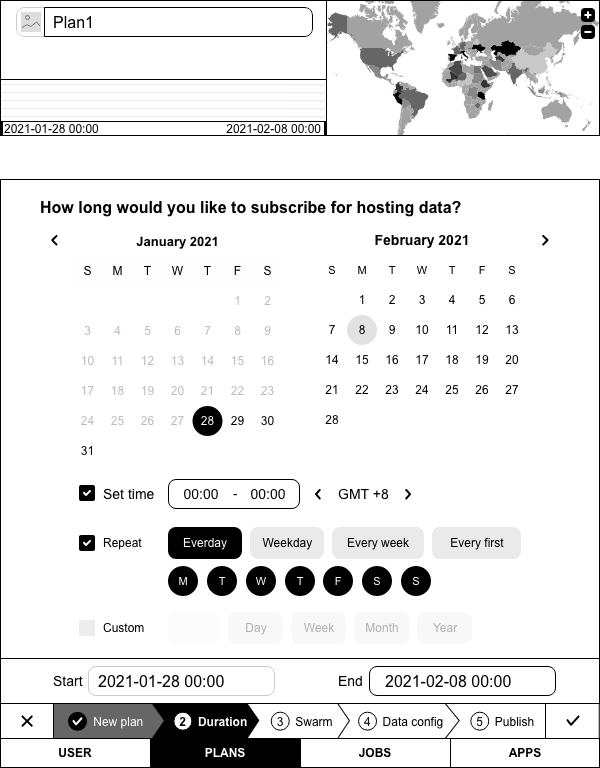 Plan1
2021-01-28 00:00 2021-02-08 00:00
How long would you like to subscribe for hosting data?
January 2021
S M T W T F S
1 2
3 4 5 6 7 8 9
10 11 12 13 14 15 16
17 18 19 20 21 22 23
24 25 26 27 28 29 30
31
February 2021
S M T W T F S
1 2 3 4 5 6
7 8 9 10 11 12 13
14 15 16 17 18 19 20
21 22 23 24 25 26 27
28
Set time 00:00 - 00:00 GMT +8
Repeat Everday Weekday Every week Every first
M T W T F S S
Custom Day Week Month Year
Start 2021-01-28 00:00 End 2021-02-08 00:00
New plan 2 Duration 3 Swarm 4 Data config 5 Publish
USER PLANS JOBS APPS